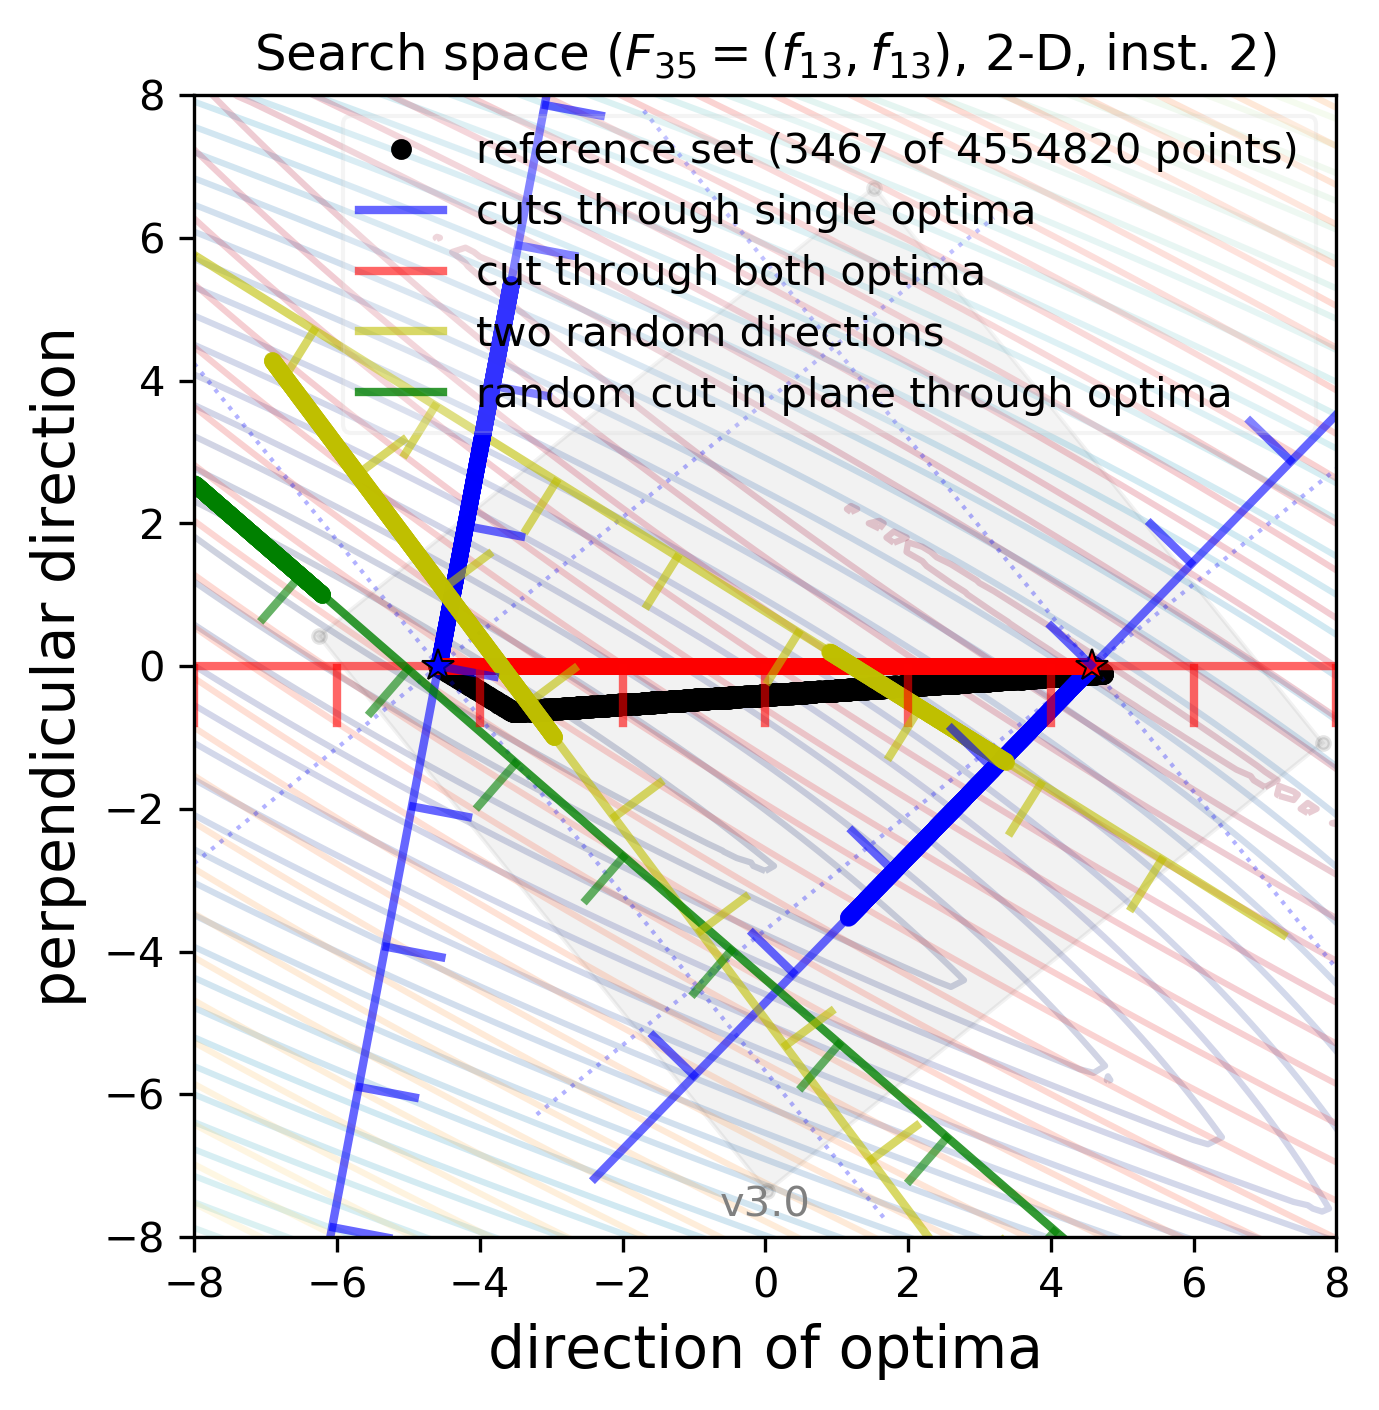 Search space (F₃₅ = (f₁₃, f₁₃), 2-D, inst. 2)
reference set (3467 of 4554820 points)
cuts through single optima
cut through both optima
two random directions
random cut in plane through optima
8
6
4
2
0
−2
−4
−6
−8
perpendicular direction
v3.0
−8 −6 −4 −2 0 2 4 6 8
direction of optima